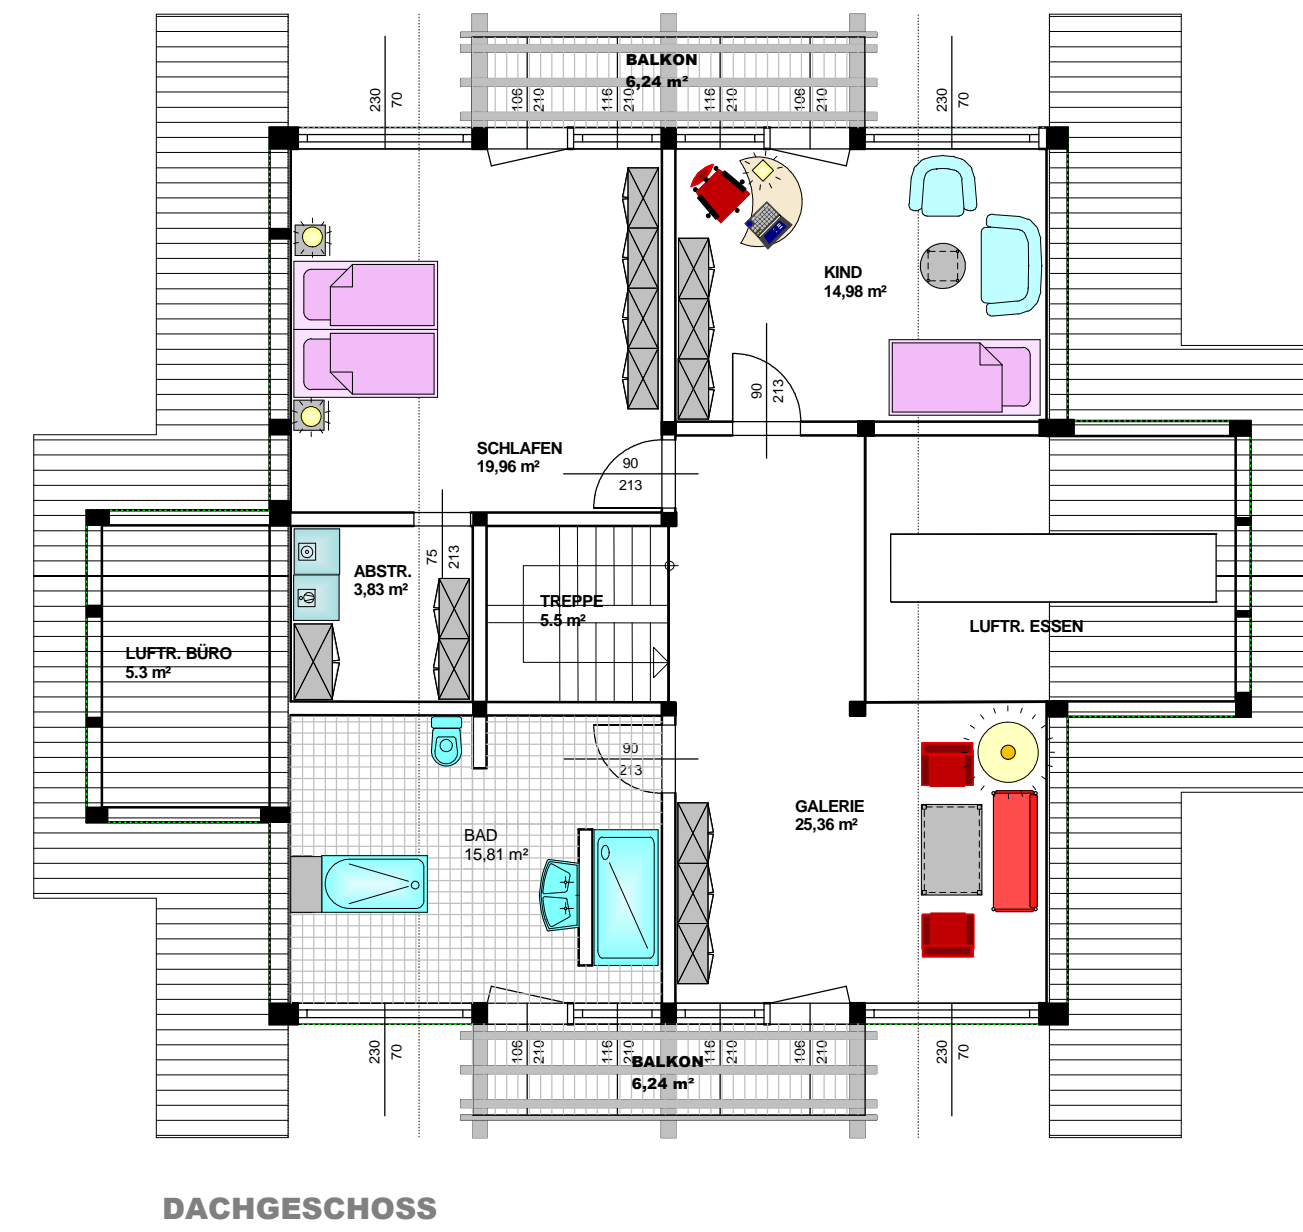 BALKON
6,24 m²
230
70
106
210
116
210
116
210
106
210
230
70
KIND
14,98 m²
90
213
SCHLAFEN
19,96 m²
90
213
75
213
ABSTR.
3,83 m²
TREPPE
5.5 m²
LUFTR. ESSEN
LUFTR. BÜRO
5.3 m²
90
213
GALERIE
25,36 m²
BAD
15,81 m²
230
70
106
210
116
210
116
210
106
210
230
70
BALKON
6,24 m²
DACHGESCHOSS